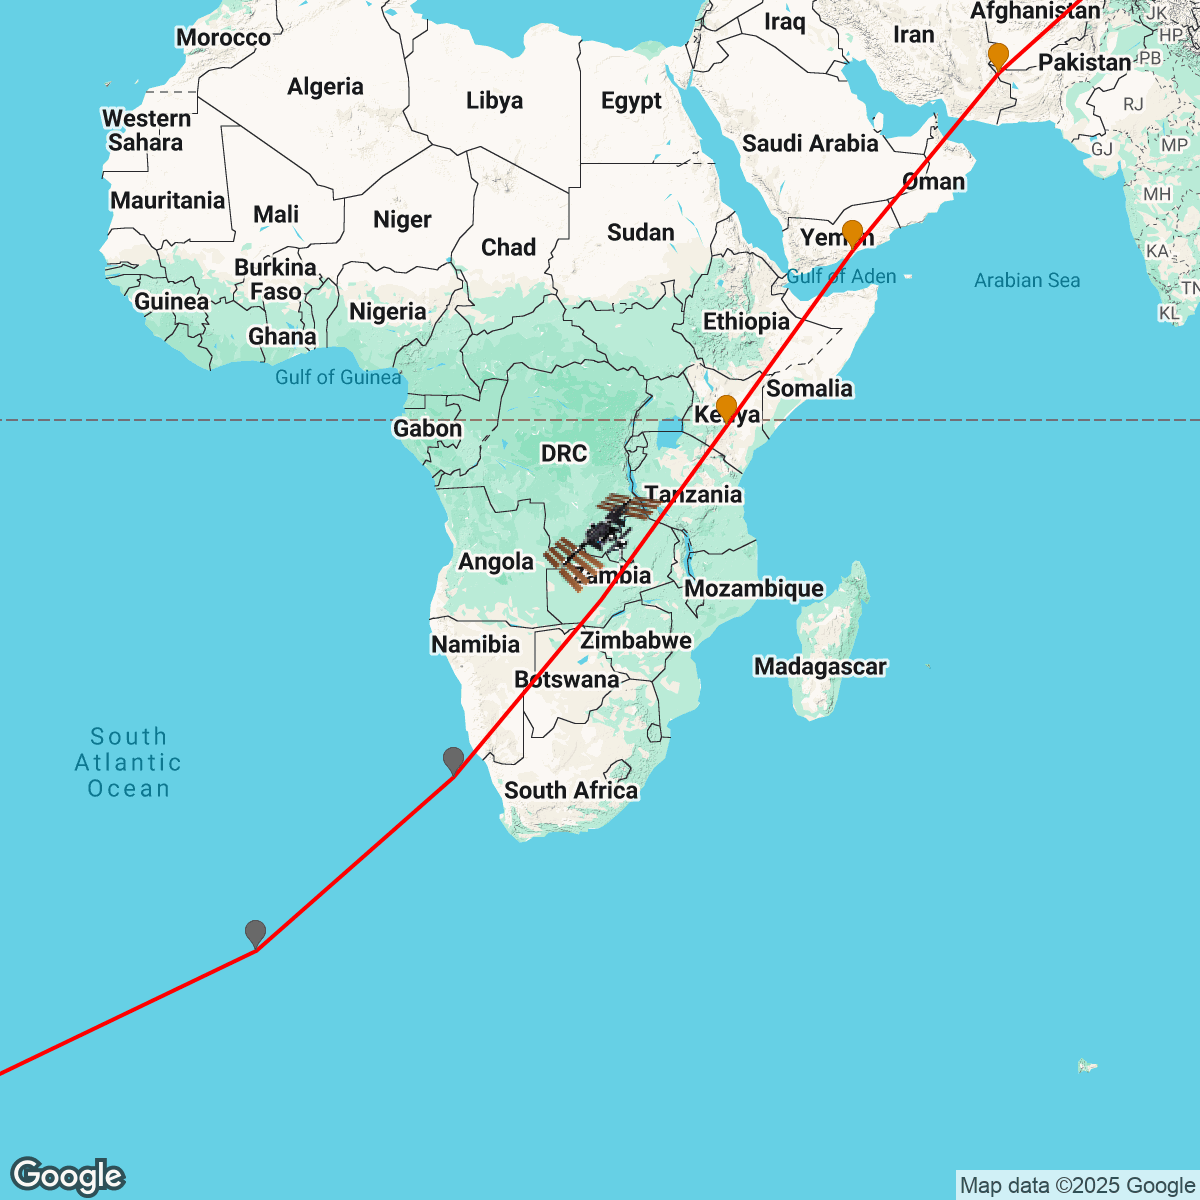 Afghanistan
JK
Iraq
Iran
HP
Morocco
Pakistan
PB
Algeria
Libya
Egypt
RJ
Western
Sahara
Saudi Arabia
GJ
MP
Oman
Mauritania
Mali
Niger
MH
Sudan
Chad
Yemen
KA
Burkina
Faso
Gulf of Aden
Arabian Sea
TN
Guinea
Nigeria
KL
Ethiopia
Ghana
Gulf of Guinea
Somalia
Kenya
Gabon
DRC
Tanzania
Angola
Zambia
Mozambique
Namibia
Zimbabwe
Madagascar
Botswana
South
Atlantic
Ocean
South Africa
Google
Map data ©2025 Google